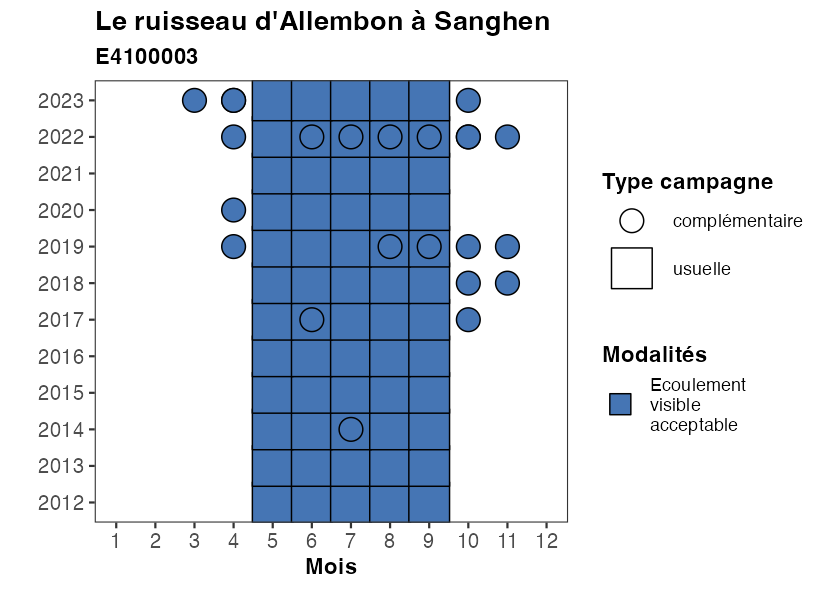 Le ruisseau d'Allembon à Sanghen
E4100003
2023
2022
2021
2020
2019
2018
2017
2016
2015
2014
2013
2012
1 2 3 4 5 6 7 8 9 10 11 12
Mois
Type campagne
complémentaire
usuelle
Modalités
Ecoulement
visible
acceptable